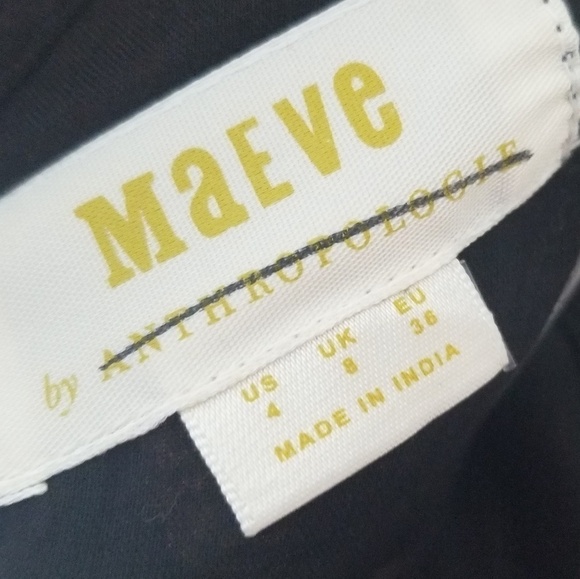 MaEVe
by ANTHROPOLOGIE
US UK EU
4 8 36
MADE IN INDIA